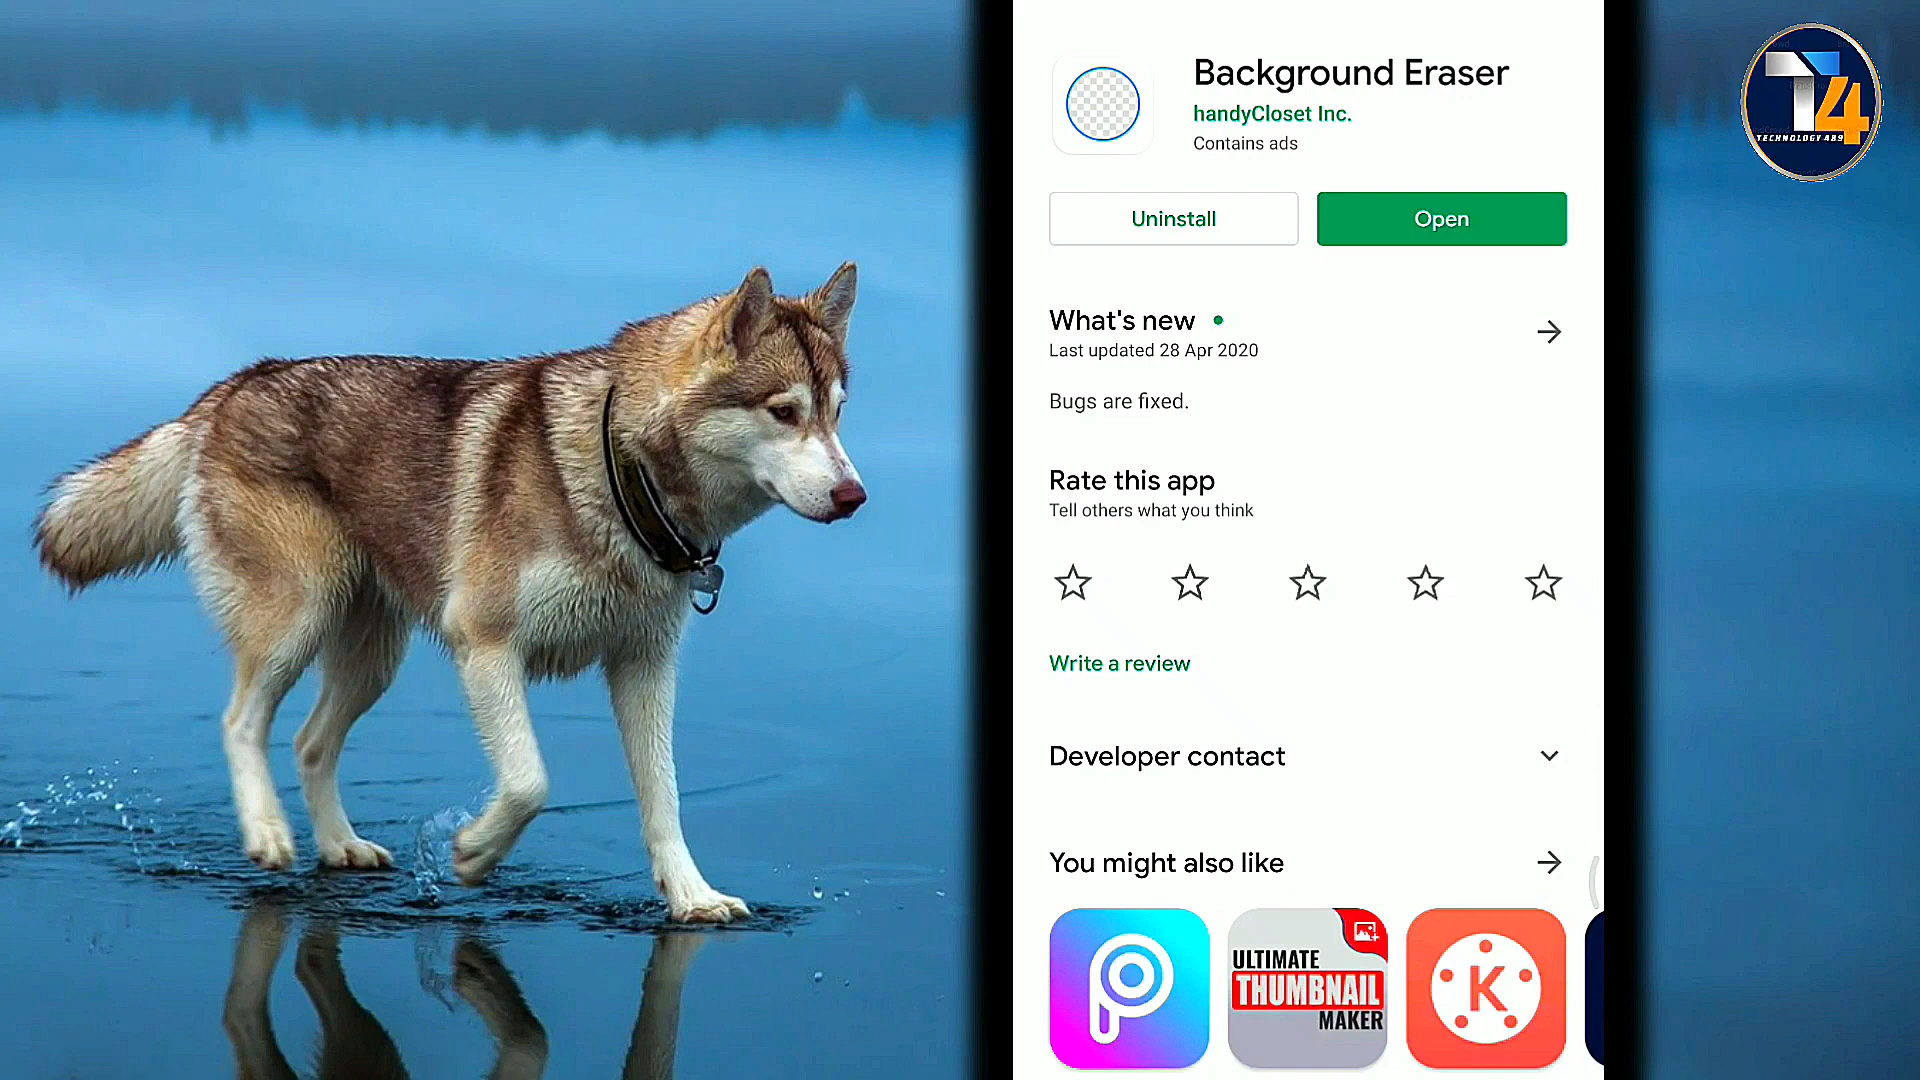 Background Eraser
handyCloset Inc.
Contains ads
Uninstall
Open
What's new
Last updated 28 Apr 2020
Bugs are fixed.
Rate this app
Tell others what you think
Write a review
Developer contact
You might also like
ULTIMATE
THUMBNAIL
MAKER
K
T4
TECHNOLOGY 489